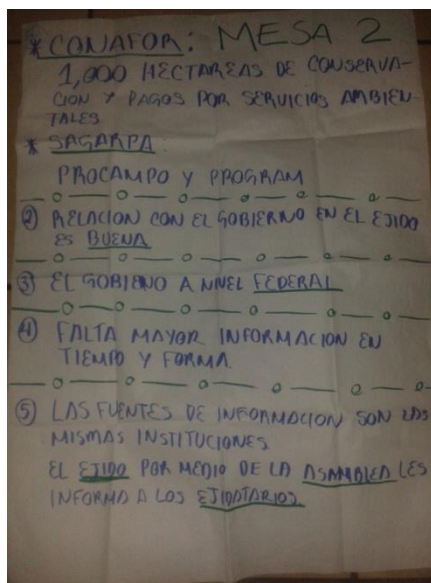 * CONAFOR: MESA 2
1,000 HECTAREAS DE CONSERVA-
CION Y PAGOS POR SERVICIOS AMBIEN-
TALES
* SAGARPA:
PROCAMPO Y PROGRAM
② RELACION CON EL GOBIERNO EN EL EJIDO
ES BUENA
③ EL GOBIENO A NIVEL FEDERAL
④ FALTA MAYOR INFORMACION EN
TIEMPO Y FORMA.
⑤ LAS FUENTES DE INFORMACION SON LAS
MISMAS INSTITUCIONES
EL EJIDO POR MEDIO DE LA ASAMBLEA LES
INFORMA A LOS EJIDATARIOS.